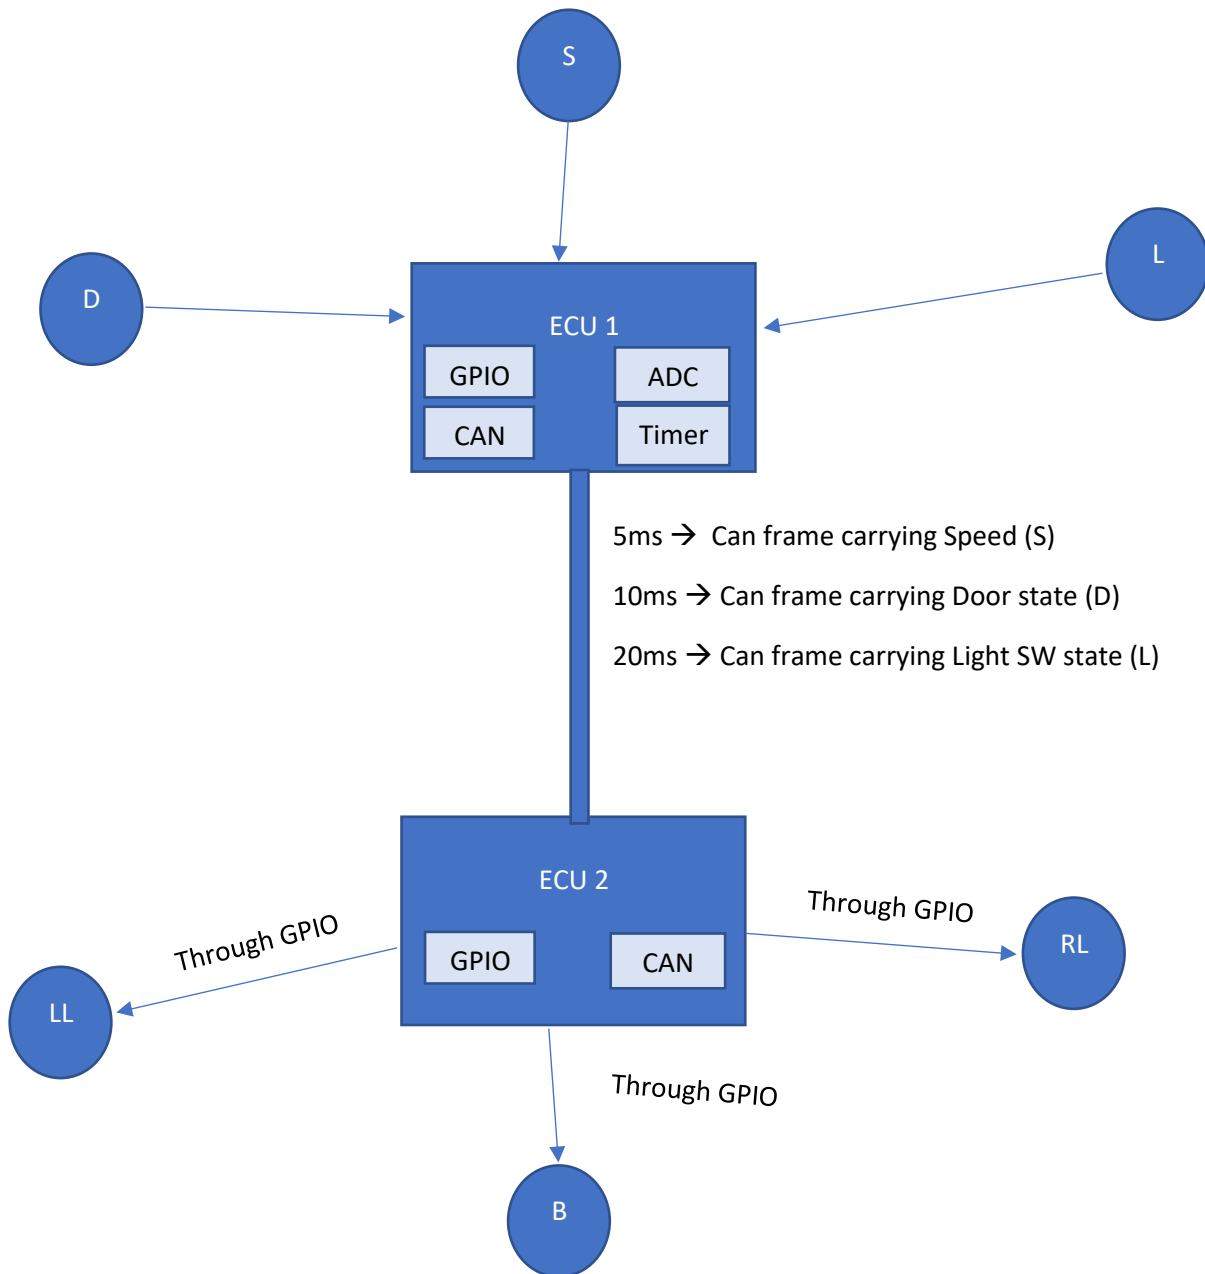 S
L
D
ECU 1
GPIO
ADC
CAN
Timer
5ms → Can frame carrying Speed (S)
10ms → Can frame carrying Door state (D)
20ms → Can frame carrying Light SW state (L)
ECU 2
Through GPIO
Through GPIO
GPIO
CAN
RL
LL
Through GPIO
B